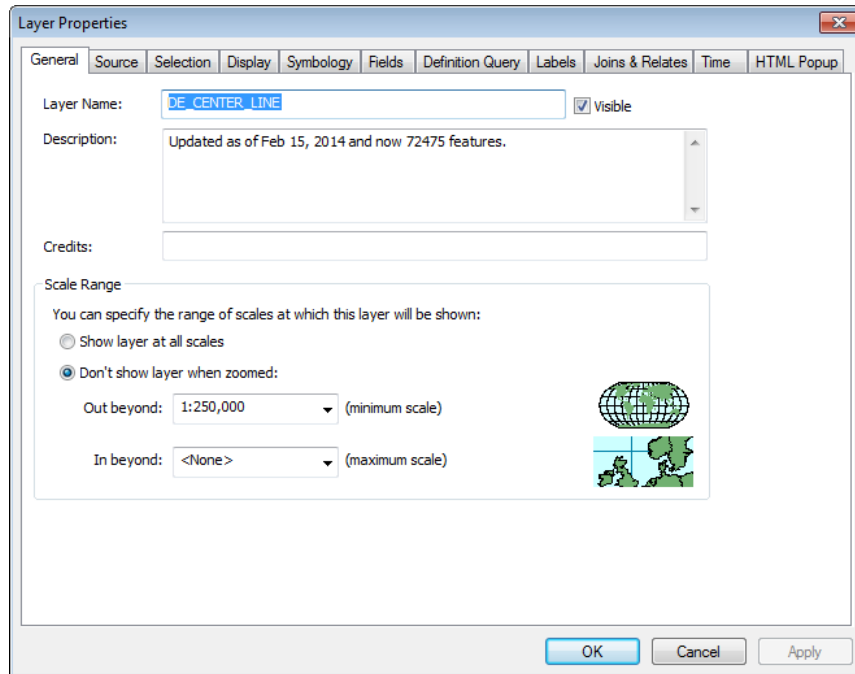 Layer Properties
General Source Selection Display Symbology Fields Definition Query Labels Joins & Relates Time HTML Popup
Layer Name: DE_CENTER_LINE Visible
Description: Updated as of Feb 15, 2014 and now 72475 features.
Credits:
Scale Range
You can specify the range of scales at which this layer will be shown:
Show layer at all scales
Don't show layer when zoomed:
Out beyond: 1:250,000 (minimum scale)
In beyond: <None> (maximum scale)
OK Cancel Apply